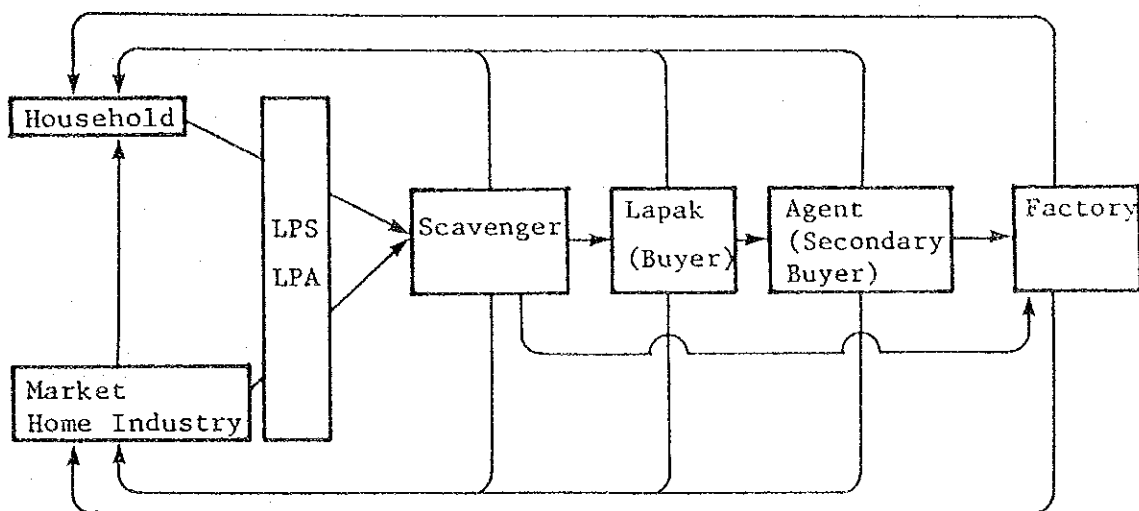 Household
LPS
LPA
Scavenger
Lapak
(Buyer)
Agent
(Secondary
Buyer)
Factory
Market
Home Industry